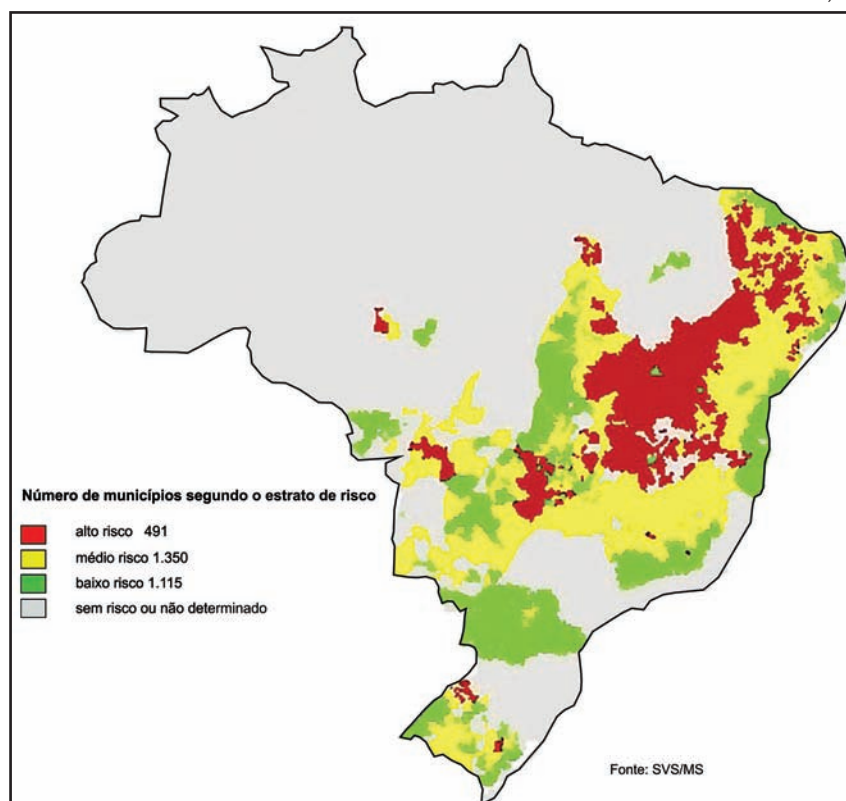 Número de municípios segundo o estrato de risco
alto risco 491
médio risco 1.350
baixo risco 1.115
sem risco ou não determinado
Fonte: SVS/MS